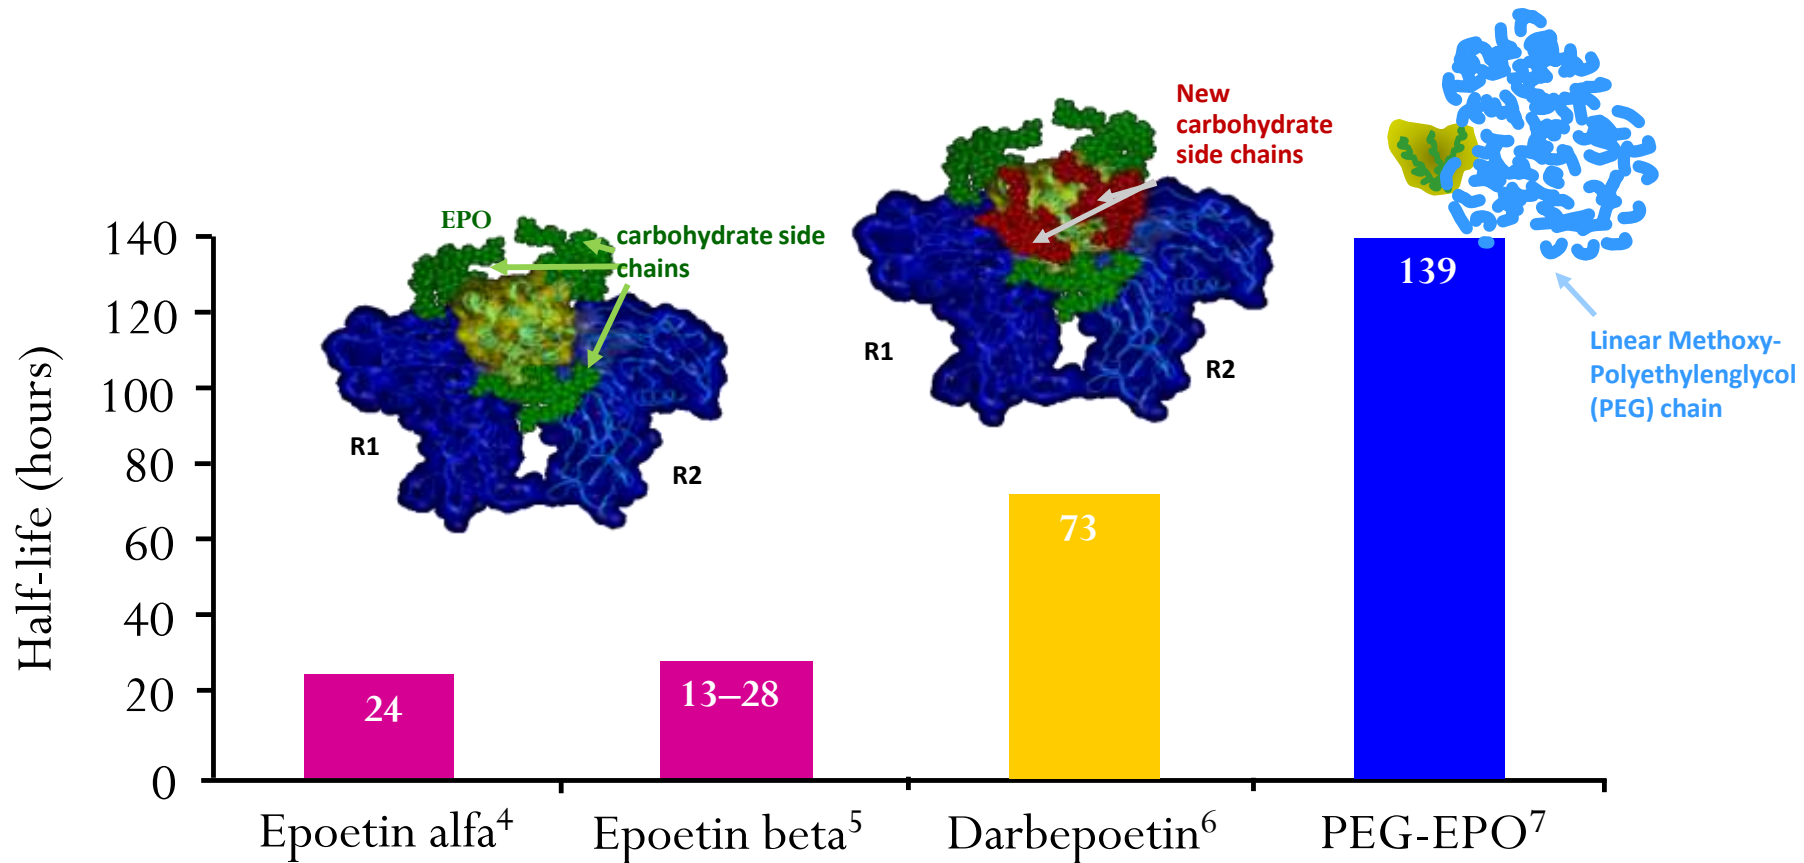 New
carbohydrate
side chains
EPO
carbohydrate side
chains
R1
R2
R1
R2
Linear Methoxy-
Polyethylenglycol
(PEG) chain
Half-life (hours)
140
120
100
80
60
40
20
0
24
13–28
73
139
Epoetin alfa⁴
Epoetin beta⁵
Darbepoetin⁶
PEG-EPO⁷